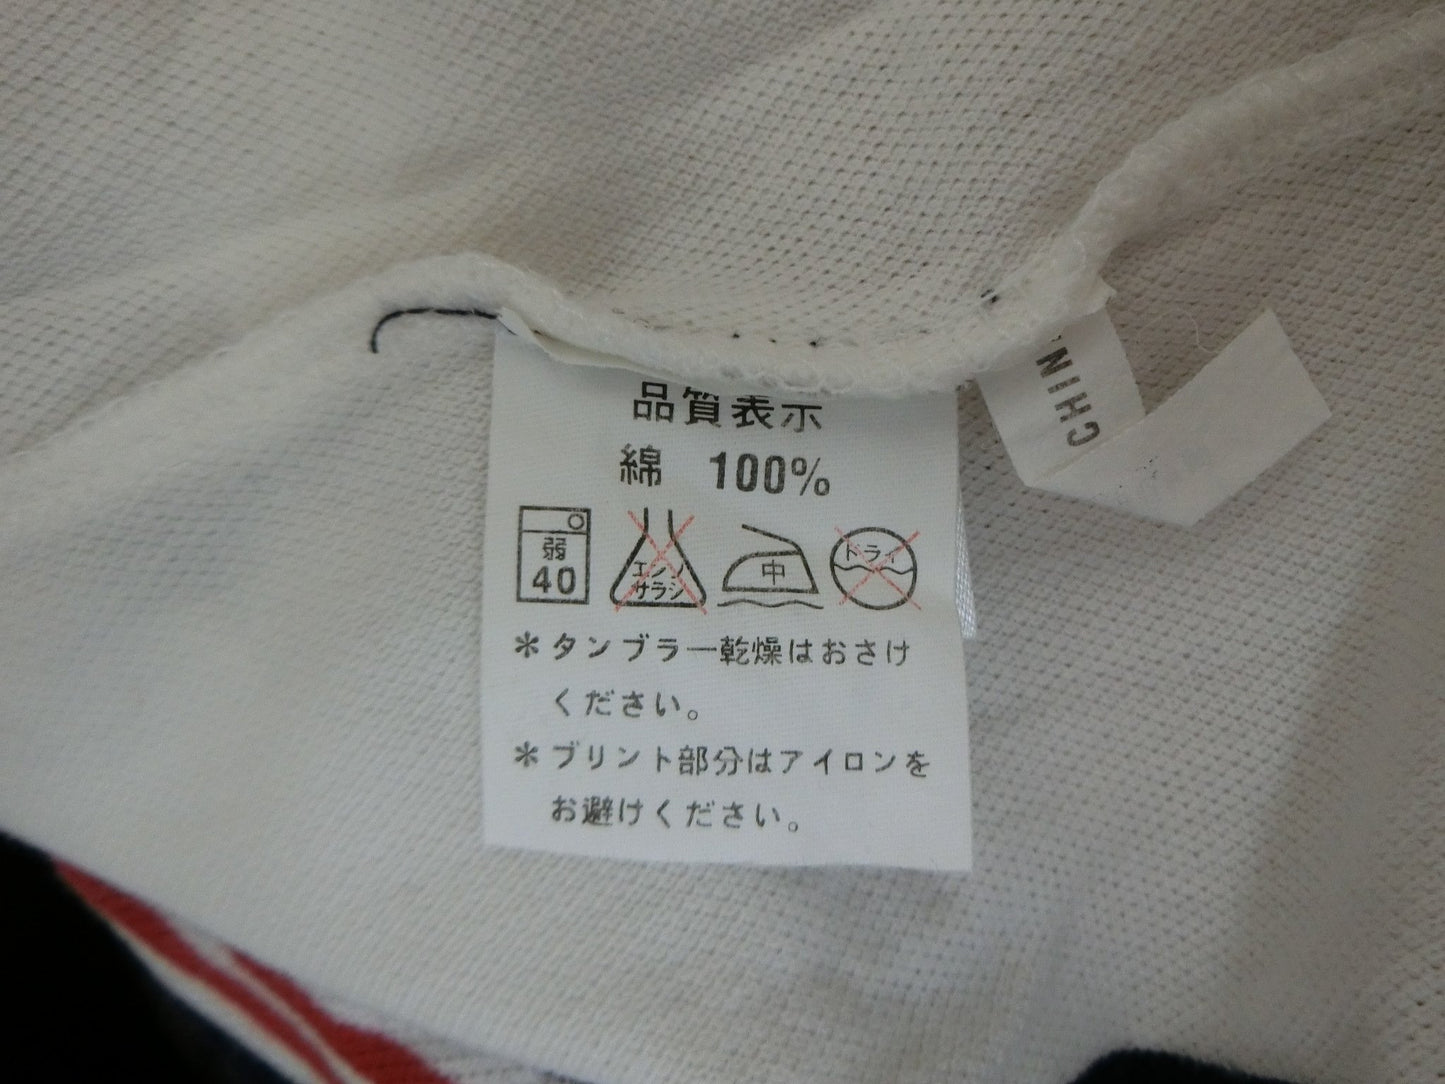 品質表示
綿 100%
弱
40
エンソ
サラシ
中
ドライ
＊タンブラー乾燥はおさけ
ください。
＊プリント部分はアイロンを
お避けください。
CHIN